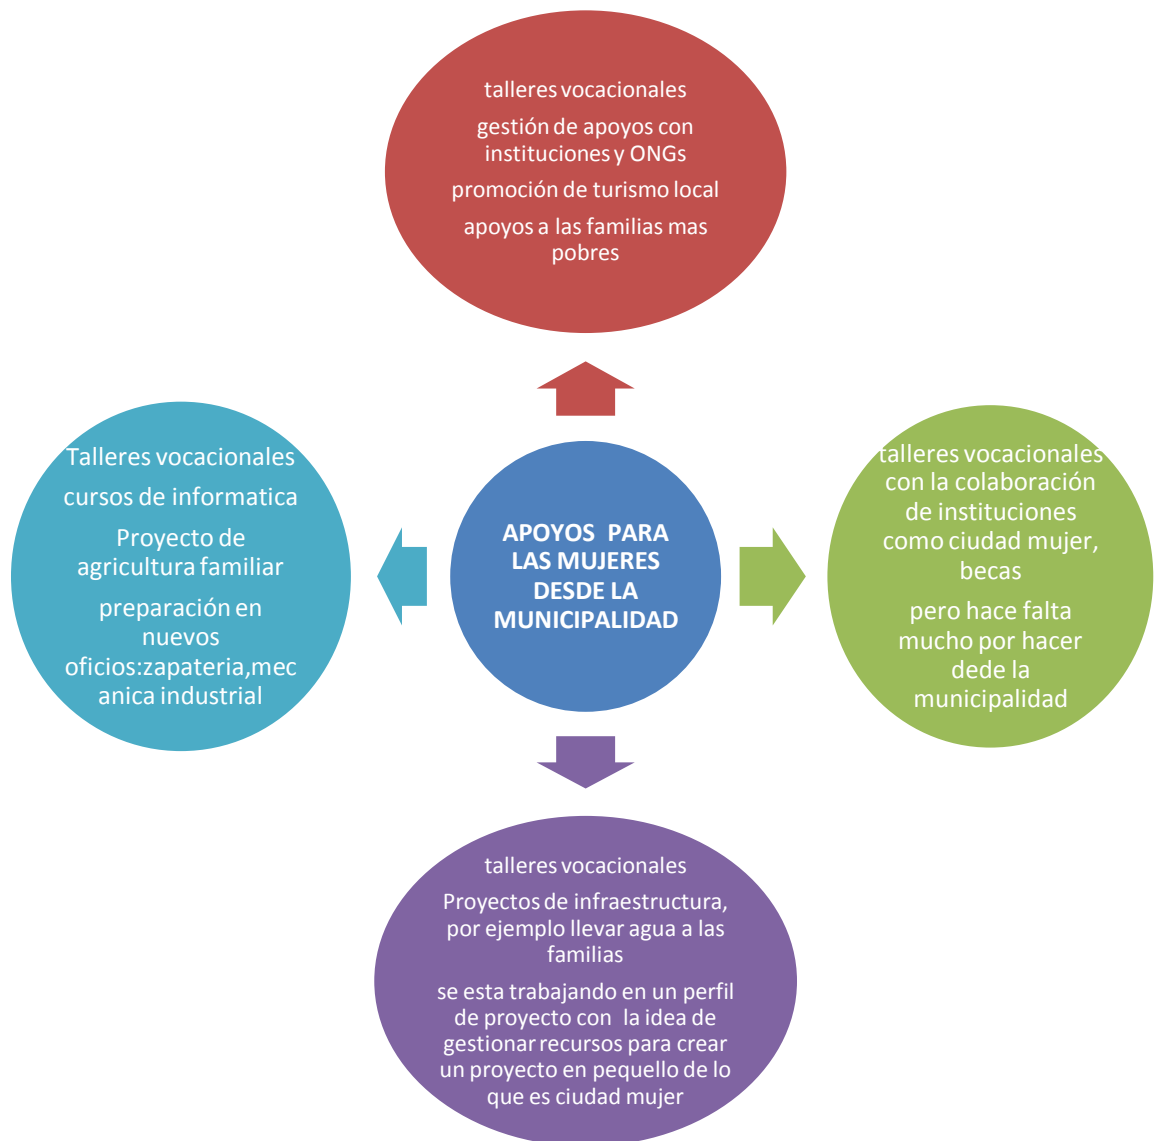 talleres vocacionales
gestión de apoyos con
instituciones y ONGs
promoción de turismo local
apoyos a las familias mas
pobres
Talleres vocacionales
cursos de informatica
Proyecto de
agricultura familiar
preparación en
nuevos
oficios:zapateria,mec
anica industrial
APOYOS PARA
LAS MUJERES
DESDE LA
MUNICIPALIDAD
talleres vocacionales
con la colaboración
de instituciones
como ciudad mujer,
becas
pero hace falta
mucho por hacer
dede la
municipalidad
talleres vocacionales
Proyectos de infraestructura,
por ejemplo llevar agua a las
familias
se esta trabajando en un perfil
de proyecto con la idea de
gestionar recursos para crear
un proyecto en pequello de lo
que es ciudad mujer